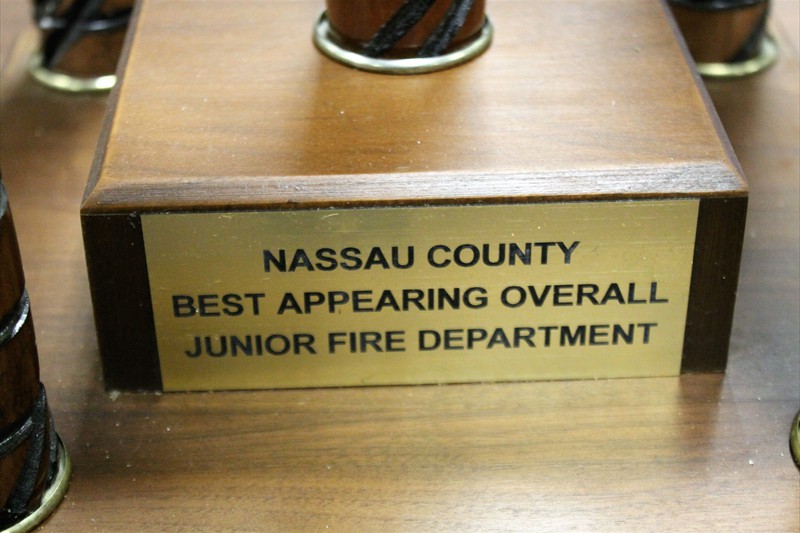 NASSAU COUNTY
BEST APPEARING OVERALL
JUNIOR FIRE DEPARTMENT